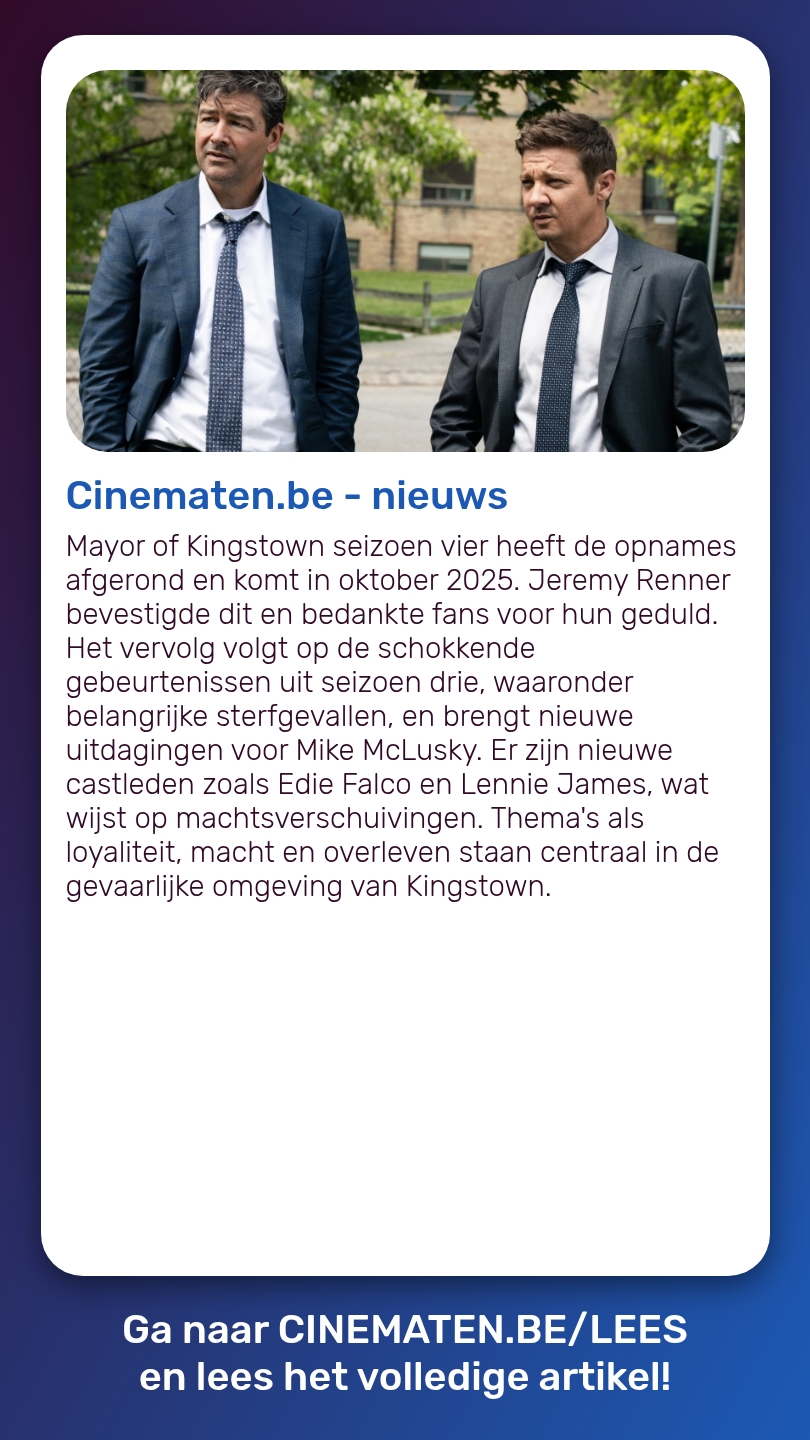 Cinematen.be - nieuws
Mayor of Kingstown seizoen vier heeft de opnames
afgerond en komt in oktober 2025. Jeremy Renner
bevestigde dit en bedankte fans voor hun geduld.
Het vervolg volgt op de schokkende
gebeurtenissen uit seizoen drie, waaronder
belangrijke sterfgevallen, en brengt nieuwe
uitdagingen voor Mike McLusky. Er zijn nieuwe
castleden zoals Edie Falco en Lennie James, wat
wijst op machtsverschuivingen. Thema's als
loyaliteit, macht en overleven staan centraal in de
gevaarlijke omgeving van Kingstown.
Ga naar CINEMATEN.BE/LEES
en lees het volledige artikel!